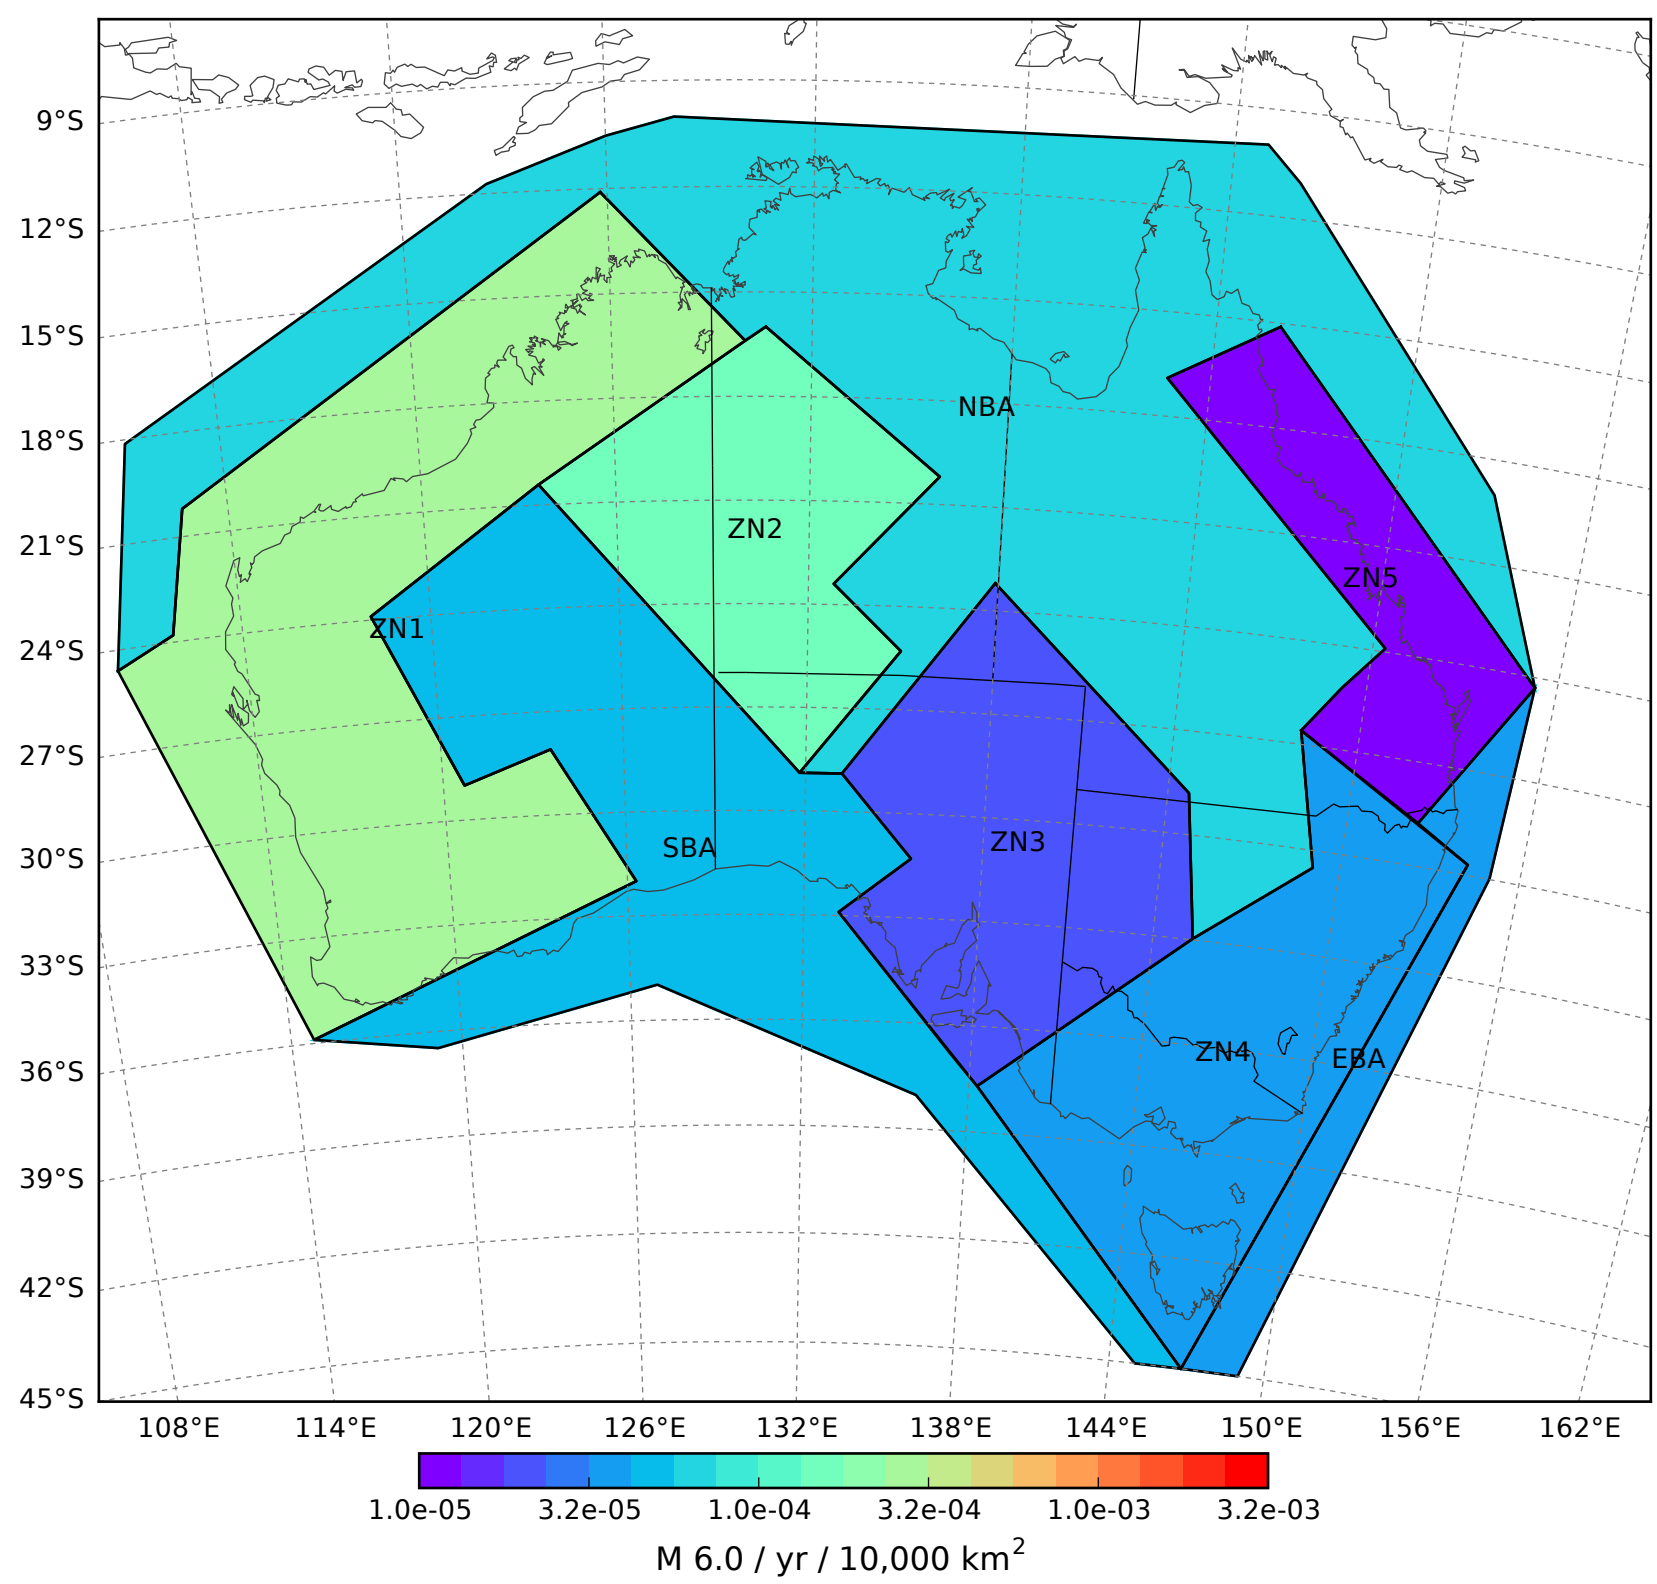 9°S
12°S
15°S
18°S
21°S
24°S
27°S
30°S
33°S
36°S
39°S
42°S
45°S
NBA
ZN2
ZN5
ZN1
SBA
ZN3
ZN4
EBA
108°E 114°E 120°E 126°E 132°E 138°E 144°E 150°E 156°E 162°E
1.0e-05 3.2e-05 1.0e-04 3.2e-04 1.0e-03 3.2e-03
M 6.0 / yr / 10,000 km²